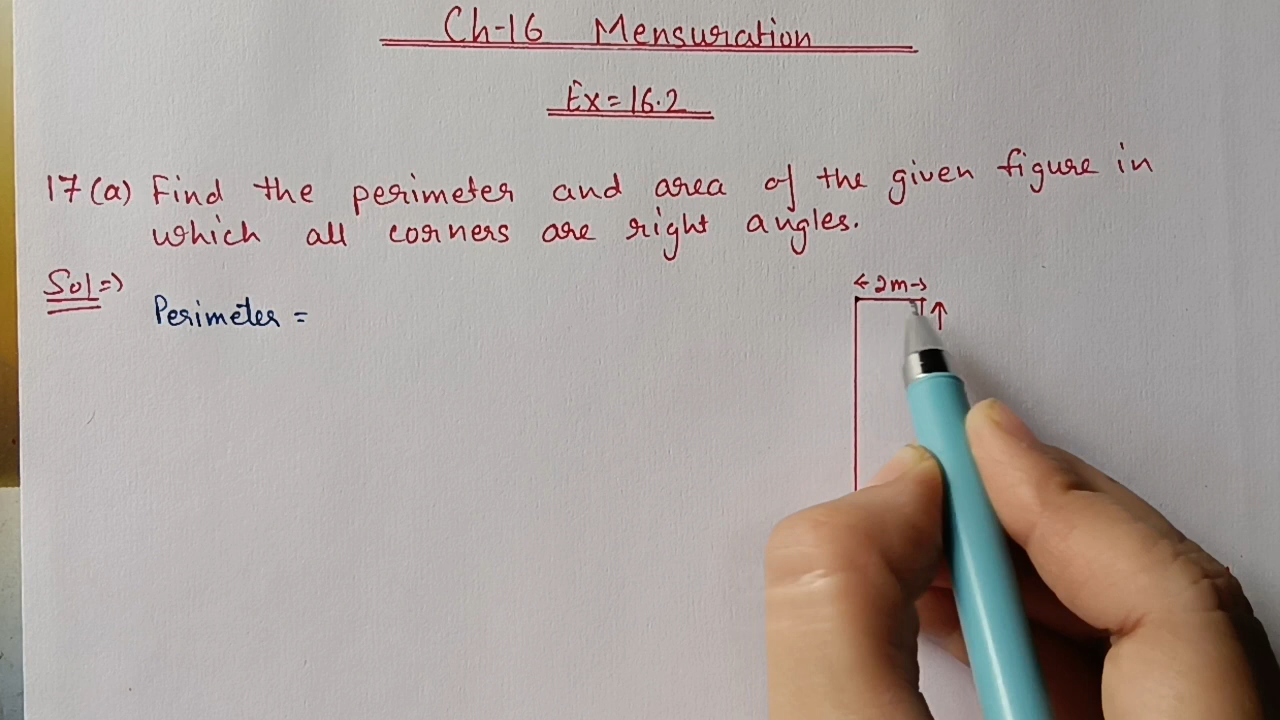 Ch-16 Mensuration
Ex = 16.2
17 (a) Find the perimeter and area of the given figure in
which all corners are right angles.
Sol =>
Perimeter =
← 2m →
↑